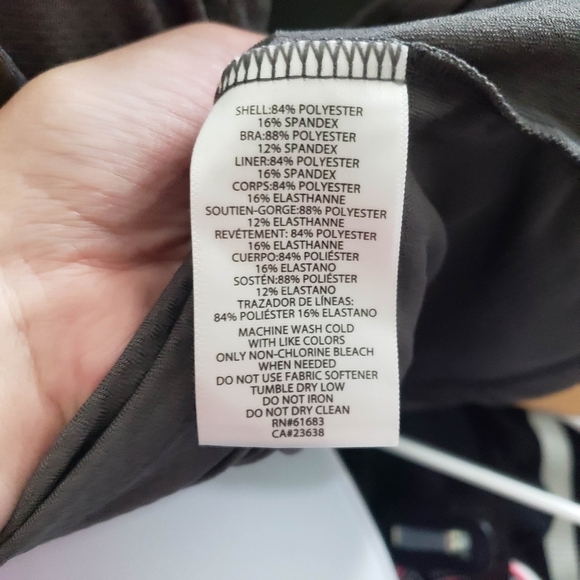 SHELL:84% POLYESTER
16% SPANDEX
BRA:88% POLYESTER
12% SPANDEX
LINER:84% POLYESTER
16% SPANDEX
CORPS:84% POLYESTER
16% ELASTHANNE
SOUTIEN-GORGE:88% POLYESTER
12% ELASTHANNE
REVÉTEMENT: 84% POLYESTER
16% ELASTHANNE
CUERPO:84% POLIÉSTER
16% ELASTANO
SOSTÉN:88% POLIÉSTER
12% ELASTANO
TRAZADOR DE LÍNEAS:
84% POLIÉSTER 16% ELASTANO
MACHINE WASH COLD
WITH LIKE COLORS
ONLY NON-CHLORINE BLEACH
WHEN NEEDED
DO NOT USE FABRIC SOFTENER
TUMBLE DRY LOW
DO NOT IRON
DO NOT DRY CLEAN
RN#61683
CA#23638